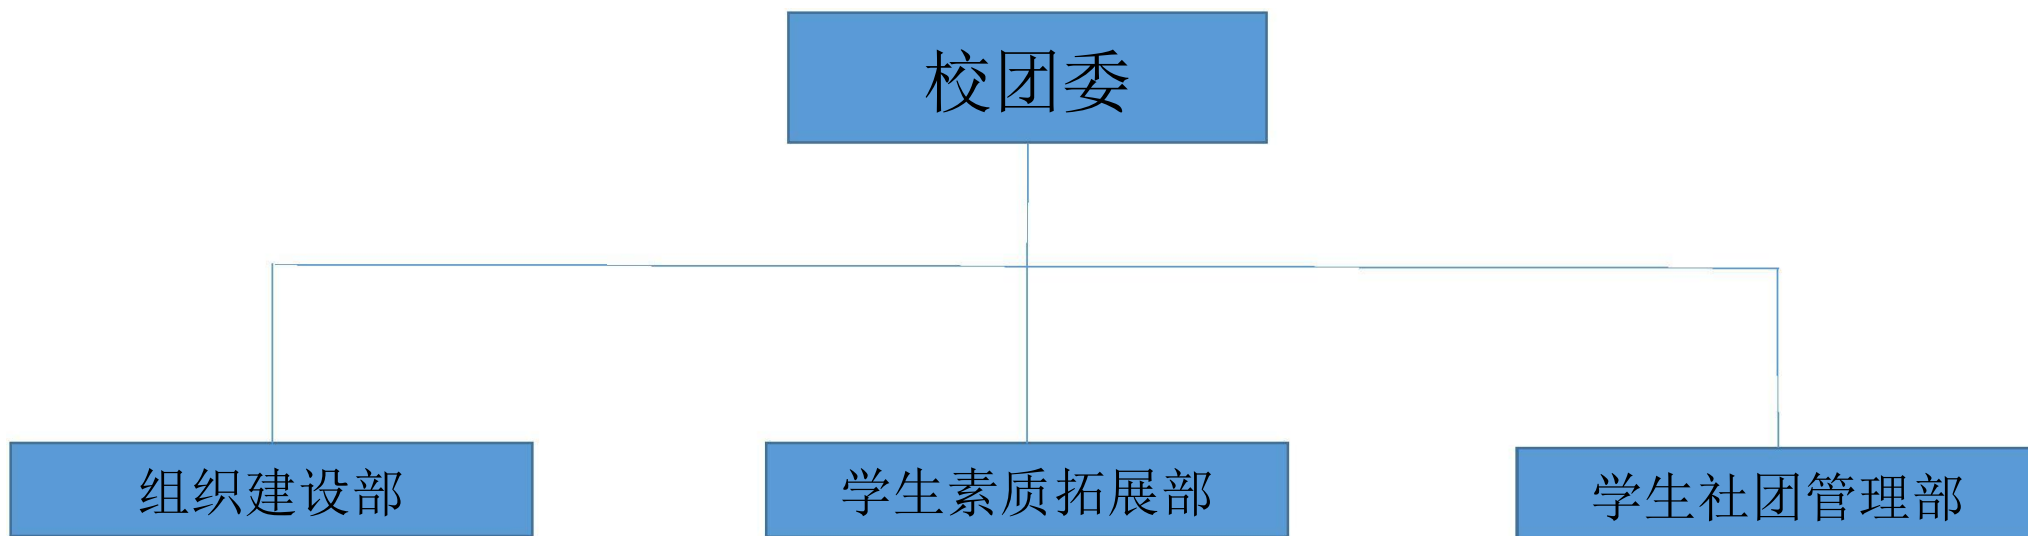 校团委
组织建设部
学生素质拓展部
学生社团管理部